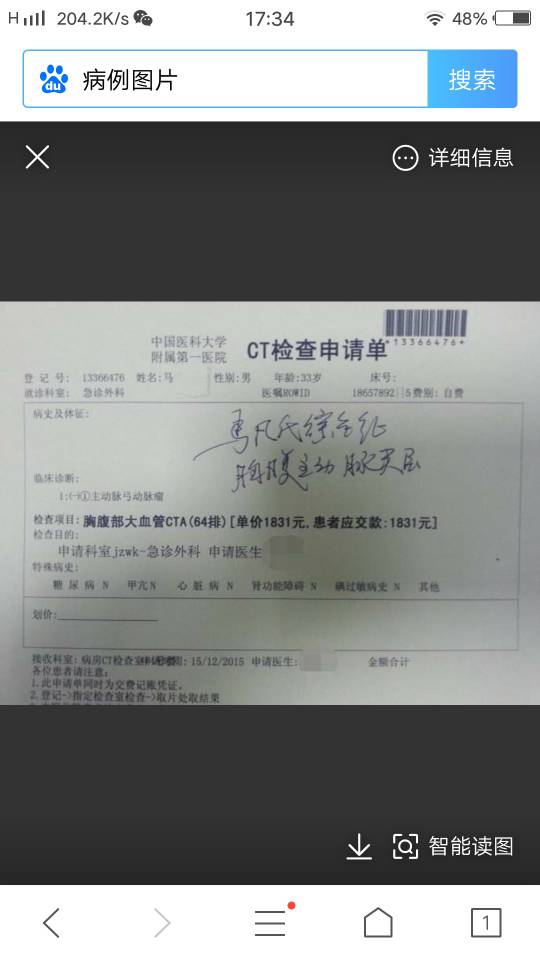 H 204.2K/s 17:34 48%
du 病例图片 搜索
详细信息
中国医科大学
附属第一医院 CT检查申请单
*13366476*
登记号: 13366476 姓名:马 性别:男 年龄:33岁 床号:
就诊科室: 急诊外科 医嘱ROWID 18657892||5 费别: 自费
病史及体征:
马凡氏综合征
胸腹主动脉夹层
临床诊断:
1:(-)①主动脉弓动脉瘤
检查项目: 胸腹部大血管CTA(64排)[单价1831元,患者应交款:1831元]
检查目的:
申请科室jzwk-急诊外科 申请医生
特殊病史:
糖尿病 N 甲亢N 心脏病 N 肾功能障碍 N 碘过敏病史 N 其他
划价:
接收科室: 病房CT检查室 : 15/12/2015 申请医生: 金额合计
各位患者请注意:
1.此申请单同时为交费记账凭证。
2.登记->指定检查室检查->取片处取结果
智能读图
1